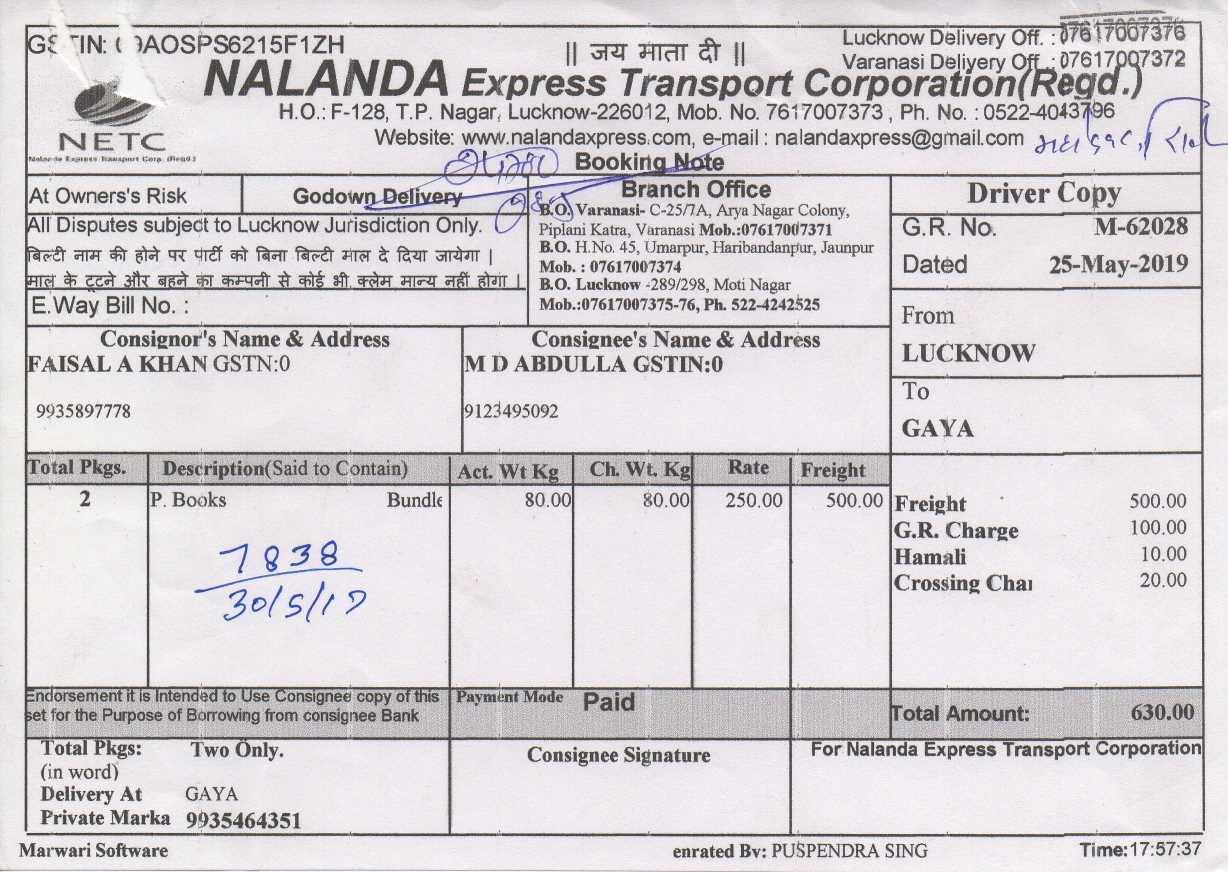 GSTIN: 09AOSPS6215F1ZH
|| जय माता दी ||
Lucknow Delivery Off. :07617007376
Varanasi Delivery Off. :07617007372
NALANDA Express Transport Corporation(Regd.)
NETC
Nalanda Express Transport Corp. (Regd.)
H.O.: F-128, T.P. Nagar, Lucknow-226012, Mob. No. 7617007373 , Ph. No. : 0522-4043796
Website: www.nalandaxpress.com, e-mail : nalandaxpress@gmail.com
Booking Note
At Owners's Risk
Godown Delivery
All Disputes subject to Lucknow Jurisdiction Only.
बिल्टी नाम की होने पर पार्टी को बिना बिल्टी माल दे दिया जायेगा |
माल के टूटने और बहने का कम्पनी से कोई भी क्लेम मान्य नहीं होगा |
E.Way Bill No. :
Branch Office
B.O. Varanasi- C-25/7A, Arya Nagar Colony,
Piplani Katra, Varanasi Mob.:07617007371
B.O. H.No. 45, Umarpur, Haribandanpur, Jaunpur
Mob. : 07617007374
B.O. Lucknow -289/298, Moti Nagar
Mob.:07617007375-76, Ph. 522-4242525
Driver Copy
G.R. No. M-62028
Dated 25-May-2019
From
LUCKNOW
To
GAYA
Consignor's Name & Address
FAISAL A KHAN GSTN:0
9935897778
Consignee's Name & Address
M D ABDULLA GSTIN:0
9123495092
Total Pkgs. Description(Said to Contain) Act. Wt Kg Ch. Wt. Kg Rate Freight
2 P. Books Bundle 80.00 80.00 250.00 500.00
7838
30/5/19
Freight 500.00
G.R. Charge 100.00
Hamali 10.00
Crossing Char 20.00
Endorsement it is Intended to Use Consignee copy of this
set for the Purpose of Borrowing from consignee Bank
Payment Mode Paid
Total Amount: 630.00
Total Pkgs: Two Only.
(in word)
Delivery At GAYA
Private Marka 9935464351
Consignee Signature
For Nalanda Express Transport Corporation
Marwari Software
enrated By: PUSPENDRA SING
Time:17:57:37